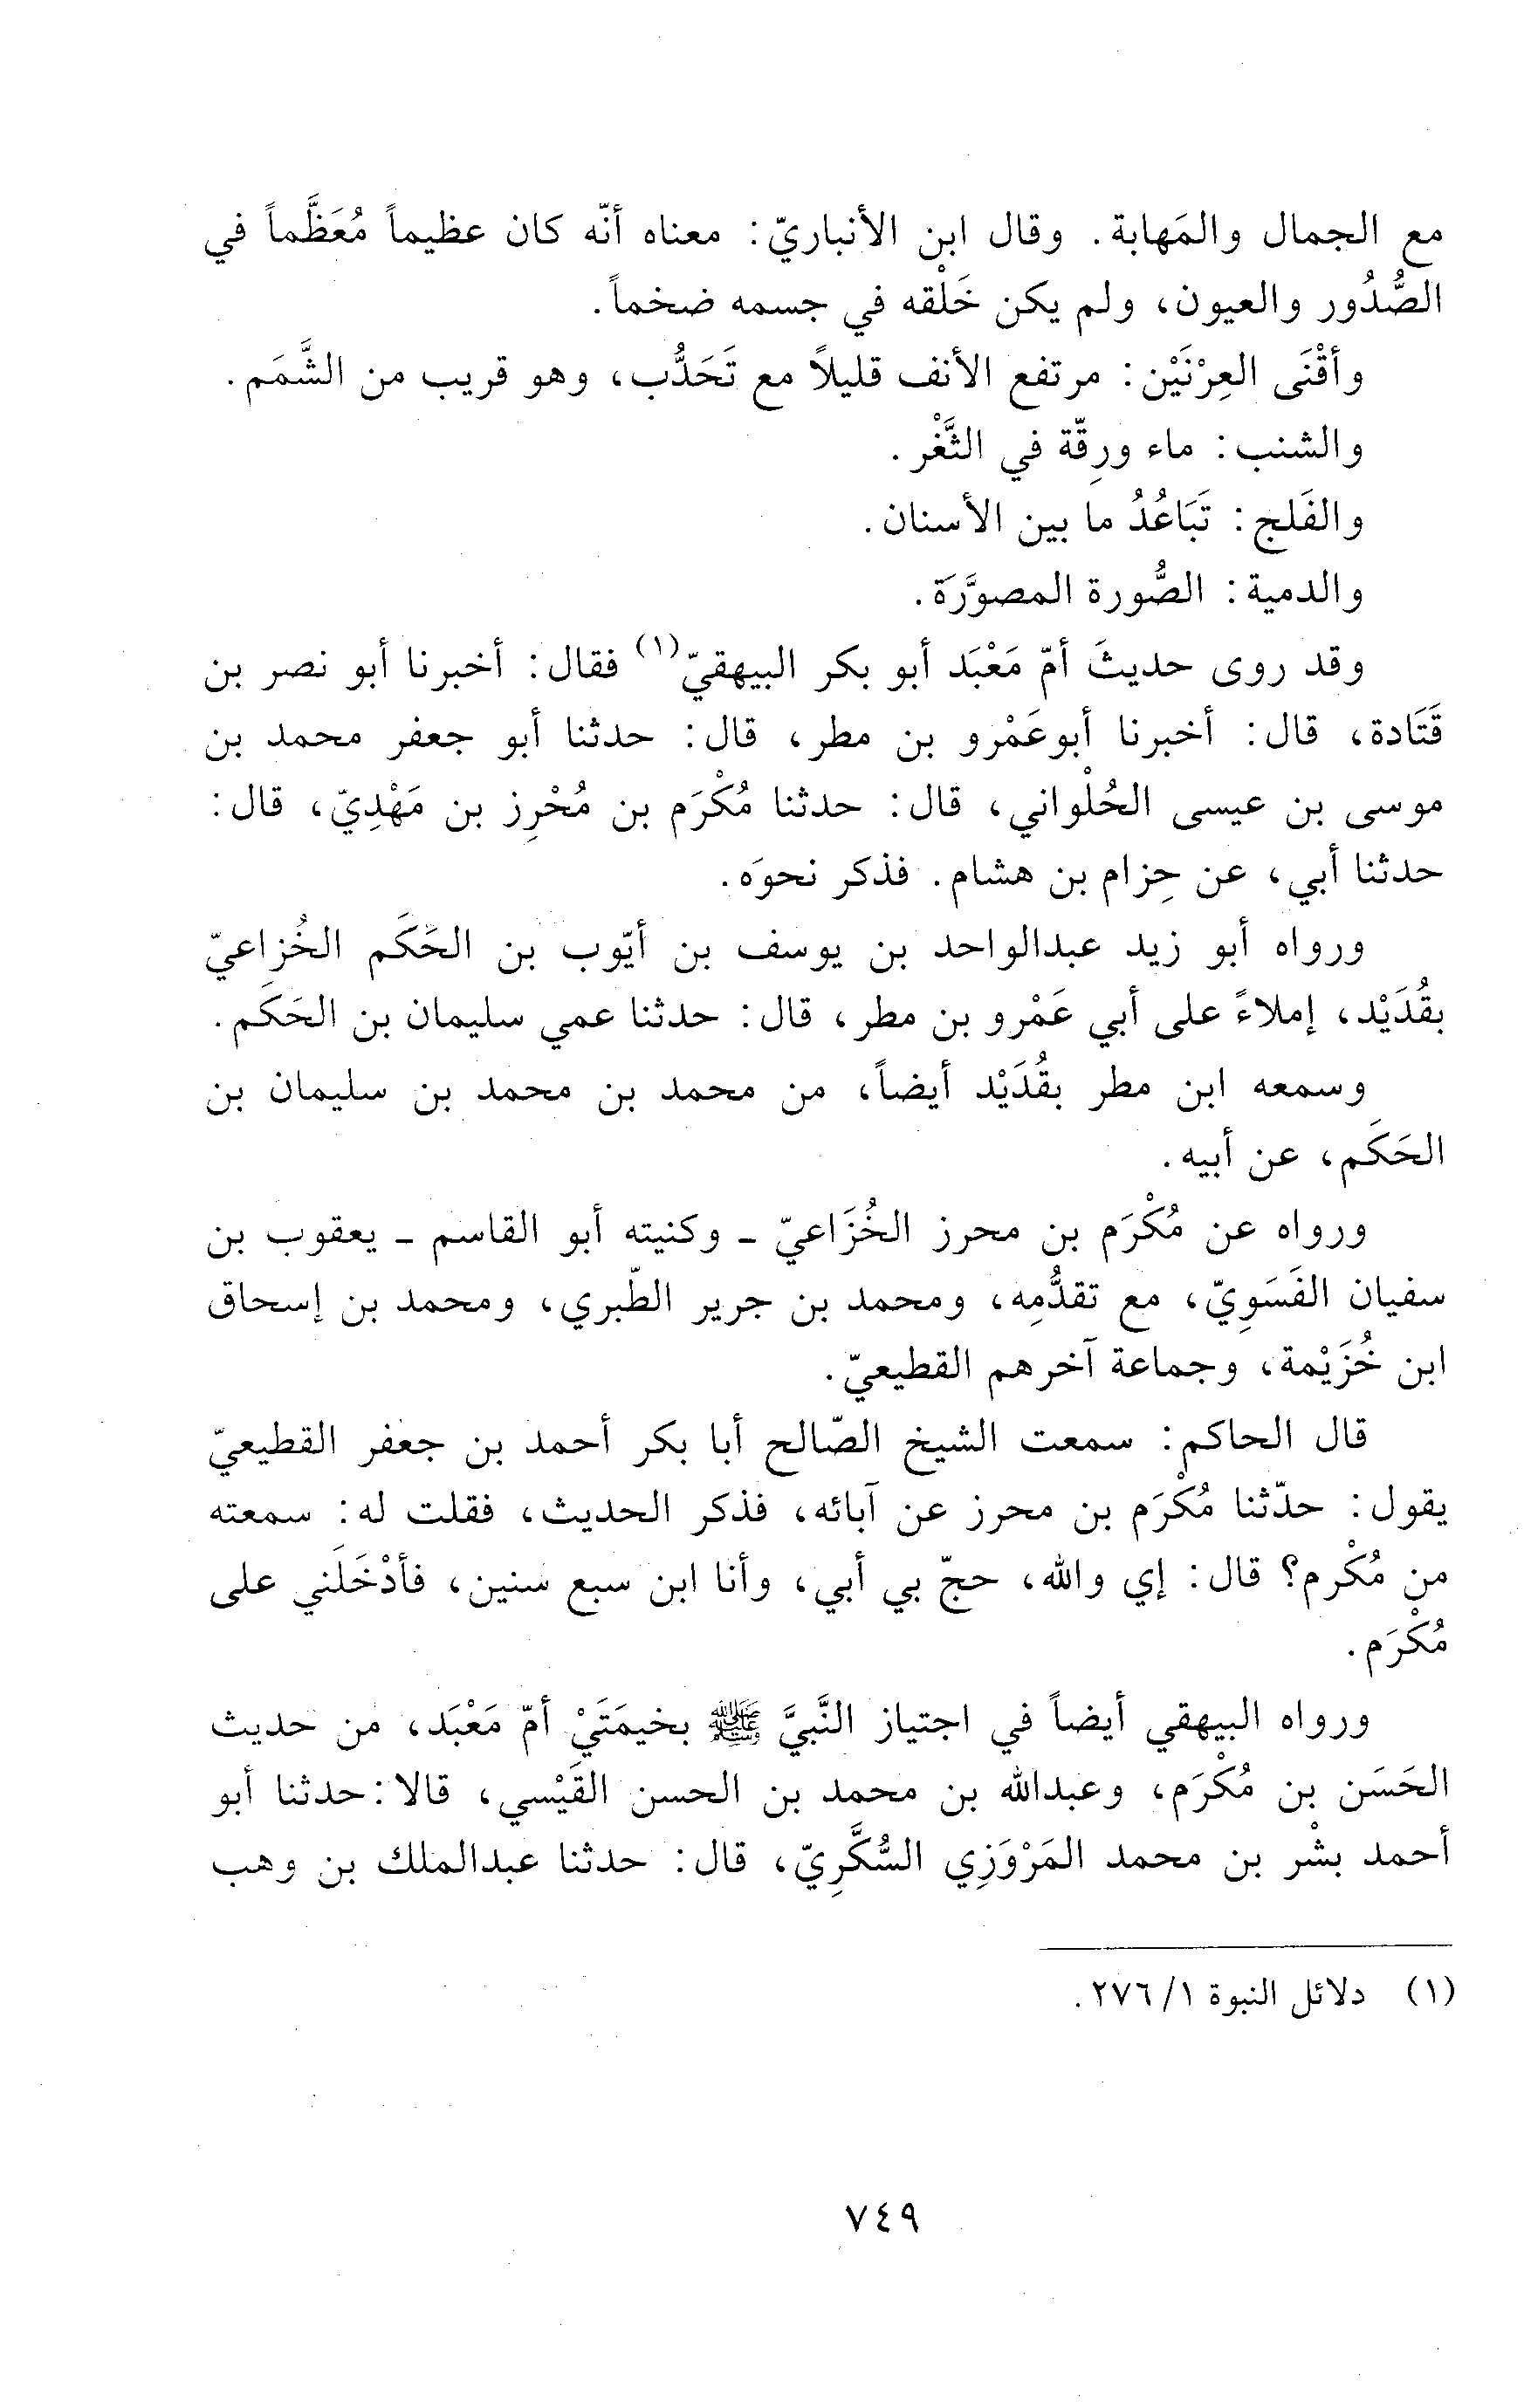 مع الجمال والمَهابة. وقال ابن الأنباريّ: معناه أنّه كان عظيماً مُعَظَّماً في
الصُّدُور والعيون، ولم يكن خَلْقه في جسمه ضخماً.
وأقْنَى العِرْنَيْن: مرتفع الأنف قليلاً مع تَحَدُّب، وهو قريب من الشَّمَم.
والشنب: ماء ورِقّة في الثَّغْر.
والفَلج: تَبَاعُدُ ما بين الأسنان.
والدمية: الصُّورة المصوَّرَة.
وقد روى حديثَ أمّ مَعْبَد أبو بكر البيهقيّ(١) فقال: أخبرنا أبو نصر بن
قَتَادة، قال: أخبرنا أبوعَمْرو بن مطر، قال: حدثنا أبو جعفر محمد بن
موسى بن عيسى الحُلْواني، قال: حدثنا مُكْرَم بن مُحْرِز بن مَهْدِيّ، قال:
حدثنا أبي، عن حِزام بن هشام. فذكر نحوَه.
ورواه أبو زيد عبدالواحد بن يوسف بن أيّوب بن الحَكَم الخُزاعيّ
بقُدَيْد، إملاءً على أبي عَمْرو بن مطر، قال: حدثنا عمي سليمان بن الحَكَم.
وسمعه ابن مطر بقُدَيْد أيضاً، من محمد بن محمد بن سليمان بن
الحَكَم، عن أبيه.
ورواه عن مُكْرَم بن محرز الخُزَاعيّ - وكنيته أبو القاسم - يعقوب بن
سفيان الفَسَوِيّ، مع تقدُّمِه، ومحمد بن جرير الطّبري، ومحمد بن إسحاق
ابن خُزَيْمة، وجماعة آخرهم القطيعيّ.
قال الحاكم: سمعت الشيخ الصّالح أبا بكر أحمد بن جعفر القطيعيّ
يقول: حدّثنا مُكْرَم بن محرز عن آبائه، فذكر الحديث، فقلت له: سمعته
من مُكْرم؟ قال: إي والله، حجّ بي أبي، وأنا ابن سبع سنين، فأدْخَلَني على
مُكْرَم.
ورواه البيهقي أيضاً في اجتياز النَّبيَّ ﷺ بخيمَتَيْ أمّ مَعْبَد، من حديث
الحَسَن بن مُكْرَم، وعبدالله بن محمد بن الحسن القَيْسي، قالا: حدثنا أبو
أحمد بشْر بن محمد المَرْوَزِي السُّكَّرِيّ، قال: حدثنا عبدالملك بن وهب
(١) دلائل النبوة ١/ ٢٧٦.
٧٤٩